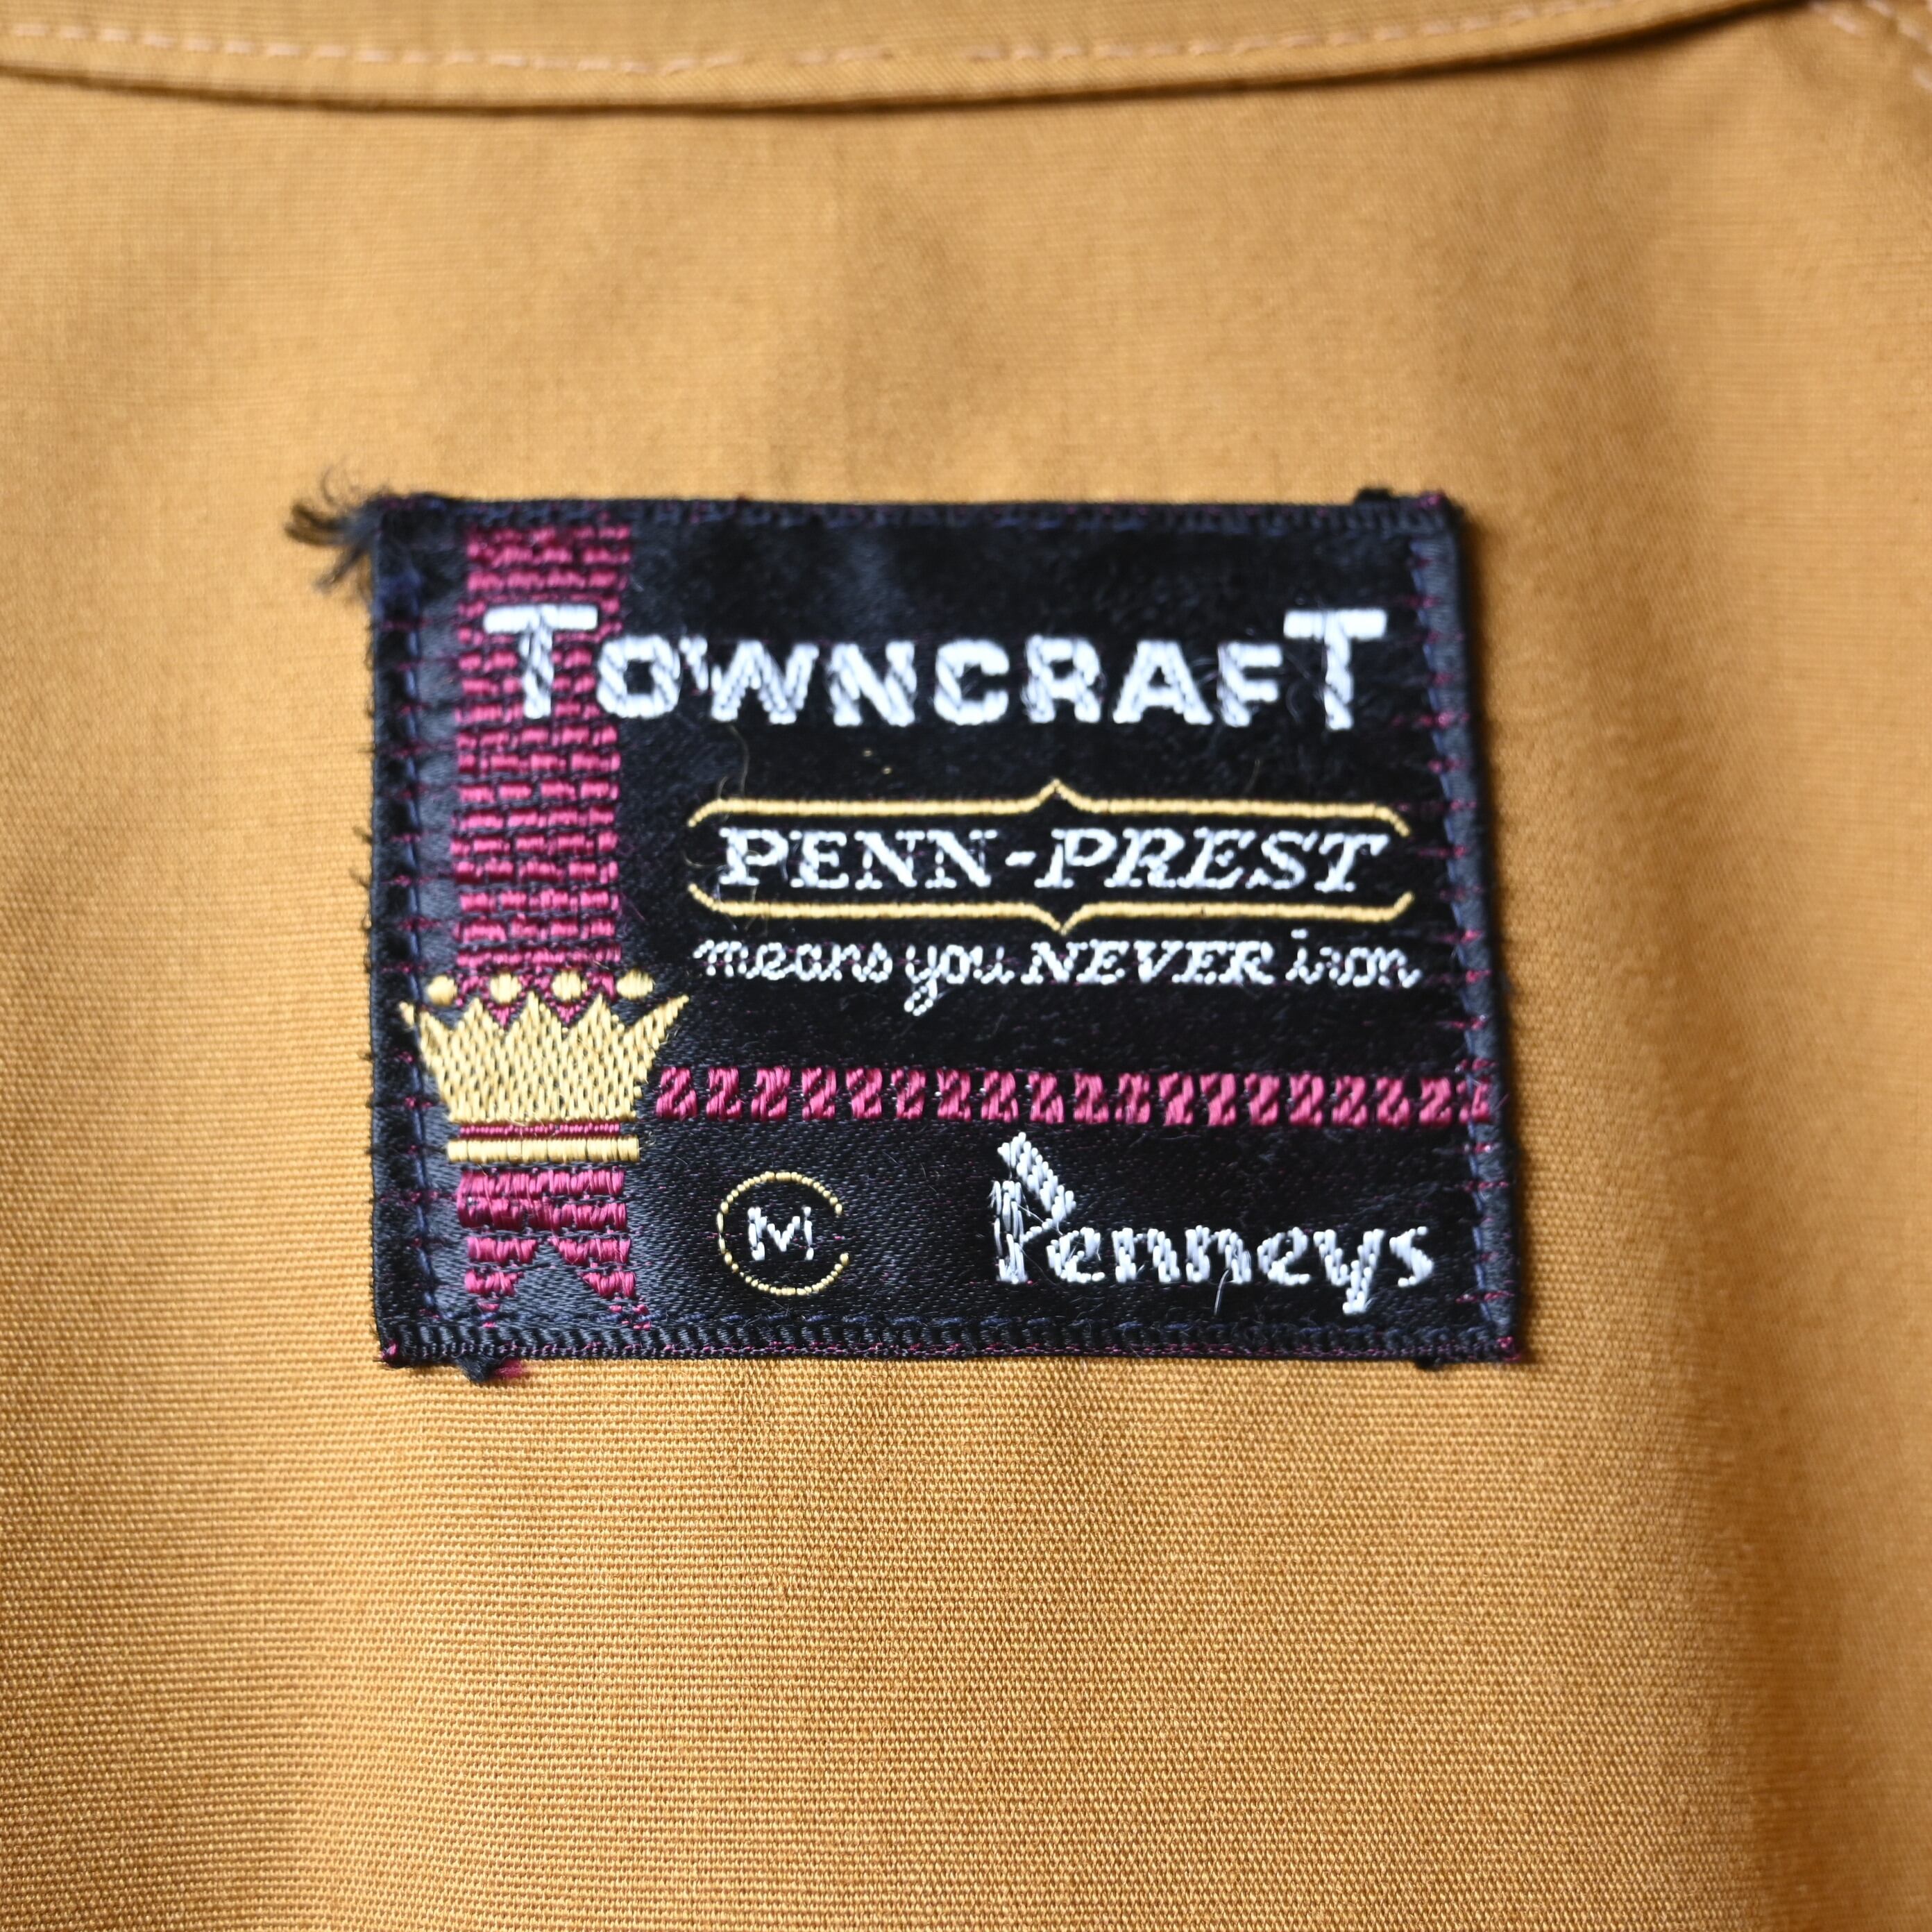 TOWNCRAFT
PENN-PREST
means you NEVER iron
M
Penneys